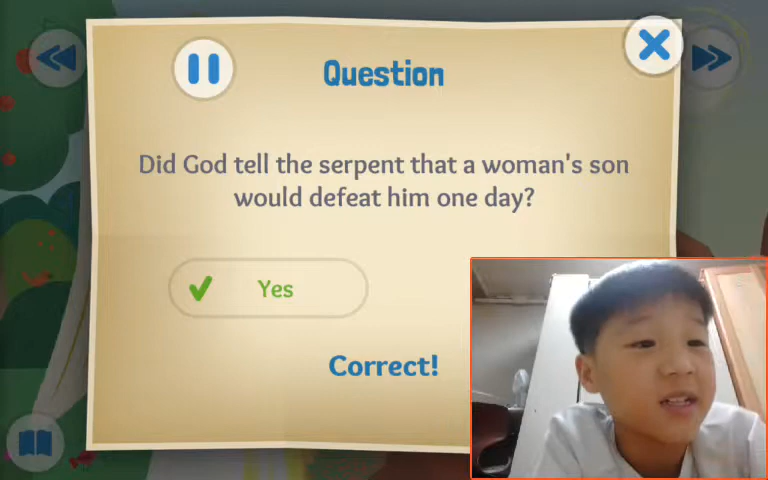 Question
Did God tell the serpent that a woman's son
would defeat him one day?
Yes
Correct!